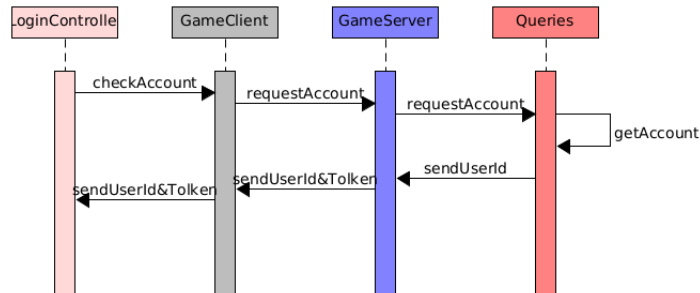 LoginControlle
GameClient
GameServer
Queries
checkAccount
requestAccount
requestAccount
getAccount
sendUserId
sendUserId&Tolken
sendUserId&Tolken